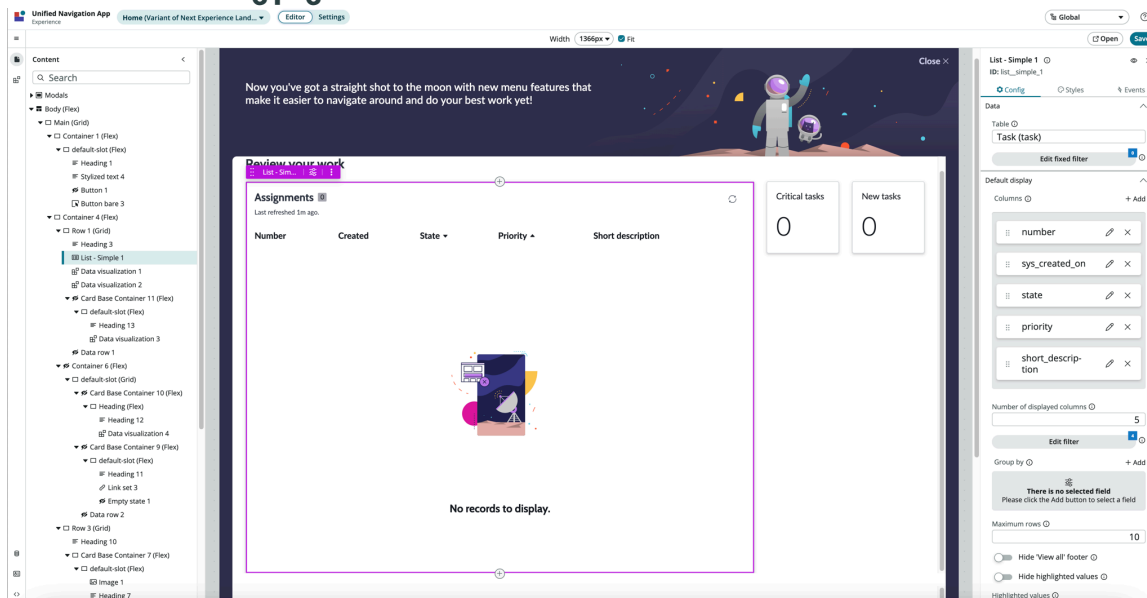 Unified Navigation App
Experience
Home (Variant of Next Experience Land...
Editor
Settings
Global
Width
1366px
Fit
Open
Save
Content
Search
Modals
Body (Flex)
Main (Grid)
Container 1 (Flex)
default-slot (Flex)
Heading 1
Stylized text 4
Button 1
Button bare 3
Container 4 (Flex)
Row 1 (Grid)
Heading 3
List - Simple 1
Data visualization 1
Data visualization 2
Card Base Container 11 (Flex)
default-slot (Flex)
Heading 13
Data visualization 3
Data row 1
Container 6 (Flex)
default-slot (Grid)
Card Base Container 10 (Flex)
Heading (Flex)
Heading 12
Data visualization 4
Card Base Container 9 (Flex)
default-slot (Flex)
Heading 11
Link set 3
Empty state 1
Data row 2
Row 3 (Grid)
Heading 10
Card Base Container 7 (Flex)
default-slot (Flex)
Image 1
Heading 7
Close
Now you've got a straight shot to the moon with new menu features that
make it easier to navigate around and do your best work yet!
Review your work
List - Sim...
Assignments 0
Last refreshed 1m ago.
Number
Created
State
Priority
Short description
No records to display.
Critical tasks
0
New tasks
0
List - Simple 1
ID: list__simple_1
Config
Styles
Events
Data
Table
Task (task)
Edit fixed filter
Default display
Columns
+ Add
number
sys_created_on
state
priority
short_descrip-
tion
Number of displayed columns
5
Edit filter
4
Group by
+ Add
There is no selected field
Please click the Add button to select a field
Maximum rows
10
Hide 'View all' footer
Hide highlighted values
Highlighted values